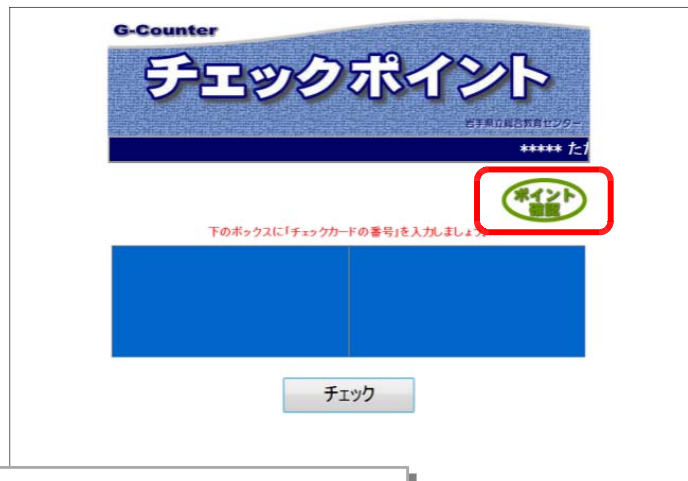 G-Counter
チェックポイント
岩手県立総合教育センター
***** た
ポイント
確認
下のボックスに「チェックカードの番号」を入力しましょう。
チェック